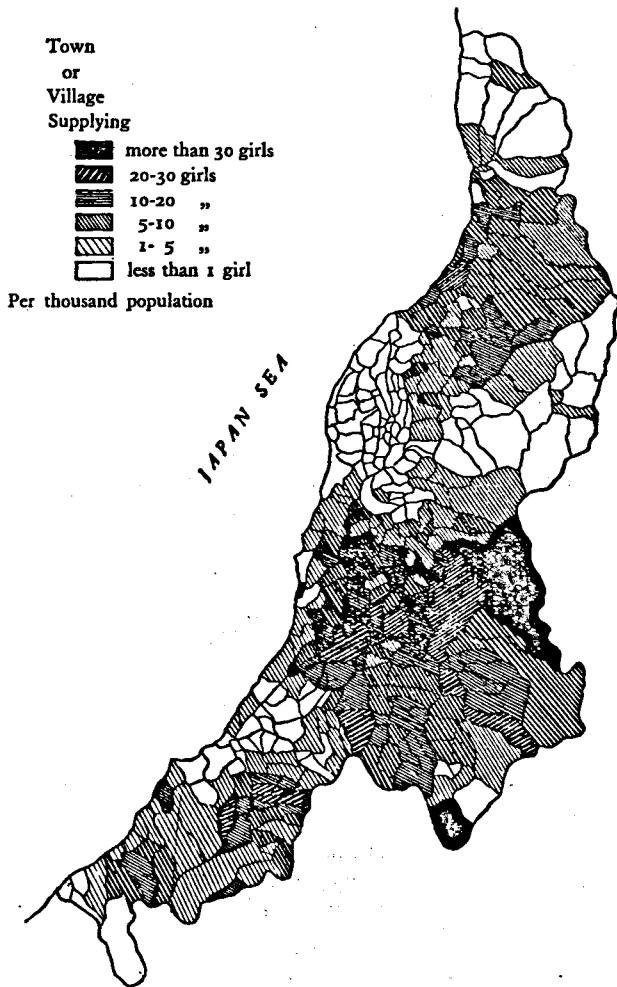 Town
or
Village
Supplying
more than 30 girls
20-30 girls
10-20 „
5-10 „
1- 5 „
less than 1 girl
Per thousand population
JAPAN SEA